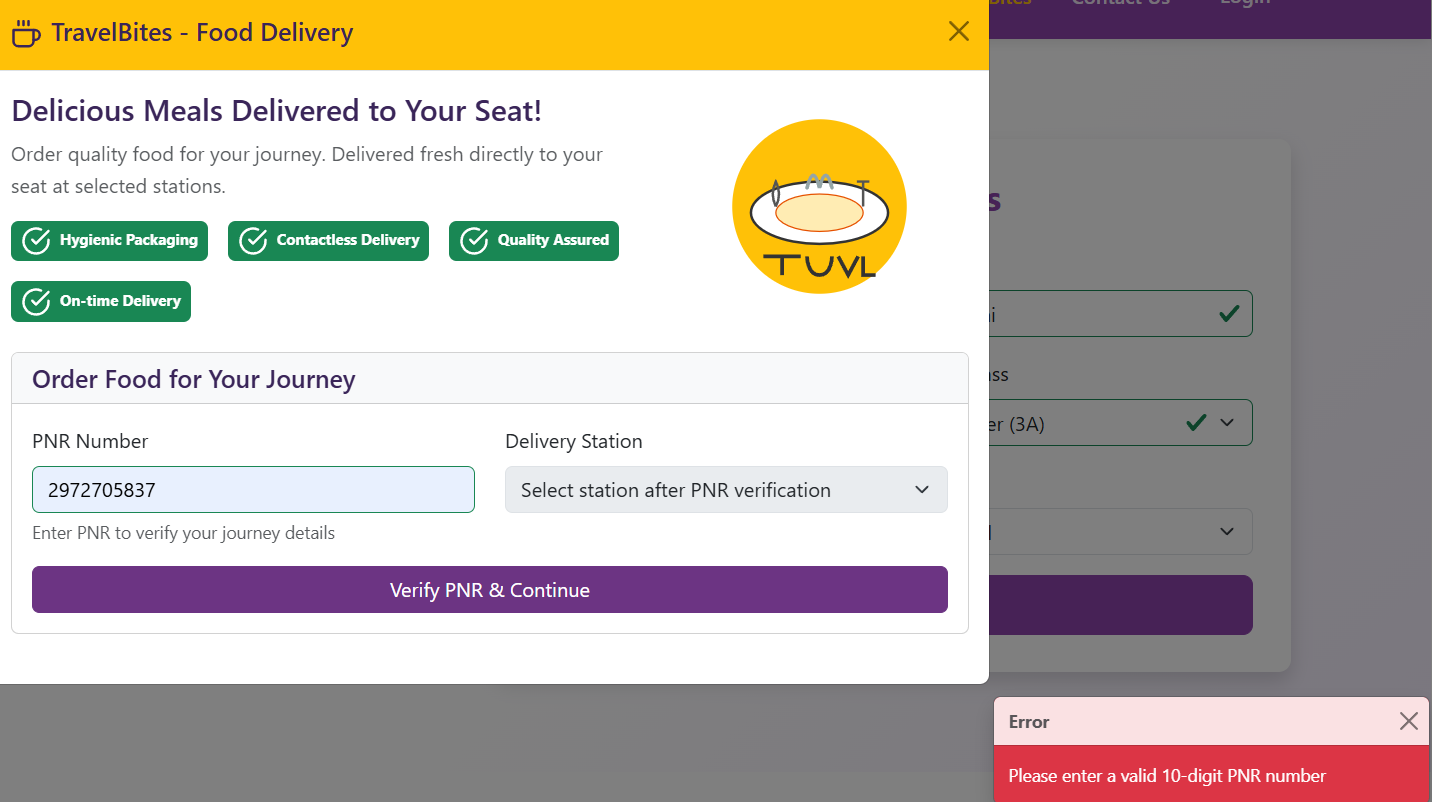 TravelBites - Food Delivery
Contact Us
Login
Delicious Meals Delivered to Your Seat!
Order quality food for your journey. Delivered fresh directly to your
seat at selected stations.
Hygienic Packaging
Contactless Delivery
Quality Assured
On-time Delivery
TUVL
Order Food for Your Journey
PNR Number
Delivery Station
2972705837
Select station after PNR verification
Enter PNR to verify your journey details
Verify PNR & Continue
(3A)
Error
Please enter a valid 10-digit PNR number